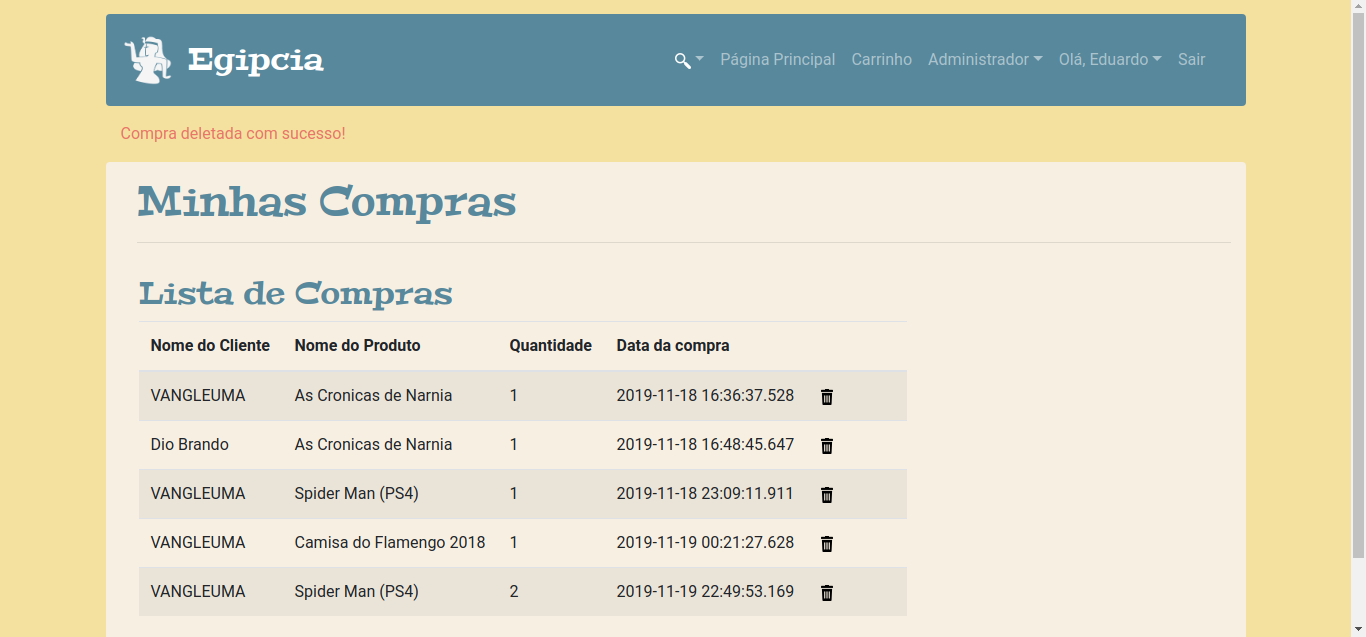 Egipcia
Página Principal Carrinho Administrador Olá, Eduardo Sair
Compra deletada com sucesso!
Minhas Compras
Lista de Compras
Nome do Cliente Nome do Produto Quantidade Data da compra
VANGLEUMA As Cronicas de Narnia 1 2019-11-18 16:36:37.528
Dio Brando As Cronicas de Narnia 1 2019-11-18 16:48:45.647
VANGLEUMA Spider Man (PS4) 1 2019-11-18 23:09:11.911
VANGLEUMA Camisa do Flamengo 2018 1 2019-11-19 00:21:27.628
VANGLEUMA Spider Man (PS4) 2 2019-11-19 22:49:53.169